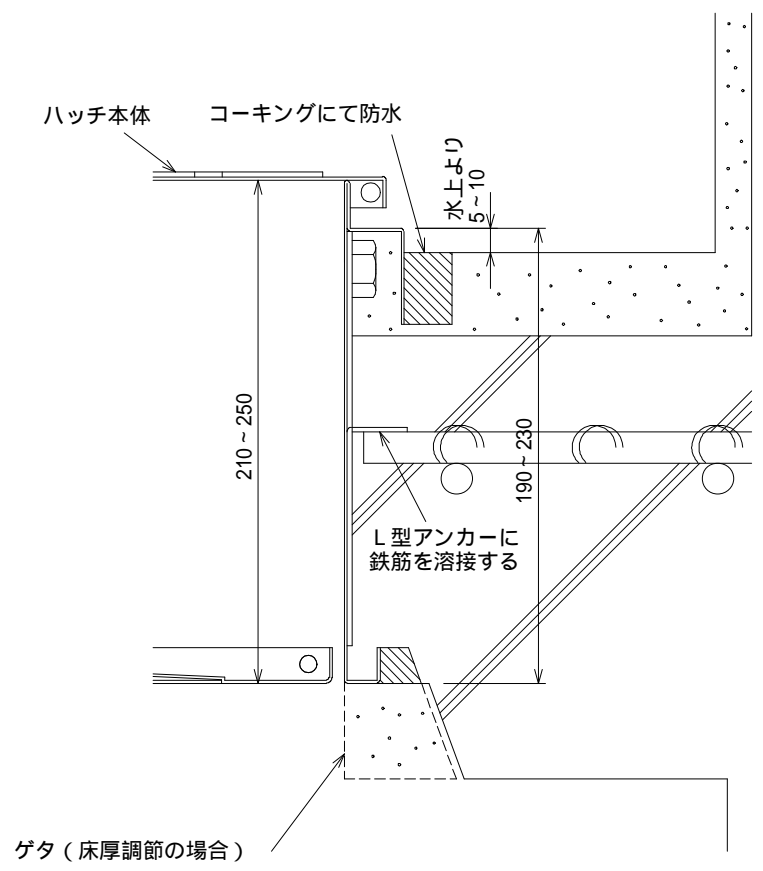 ハッチ本体
コーキングにて防水
水上より
5~10
210~250
190~230
L型アンカーに
鉄筋を溶接する
ゲタ(床厚調節の場合)